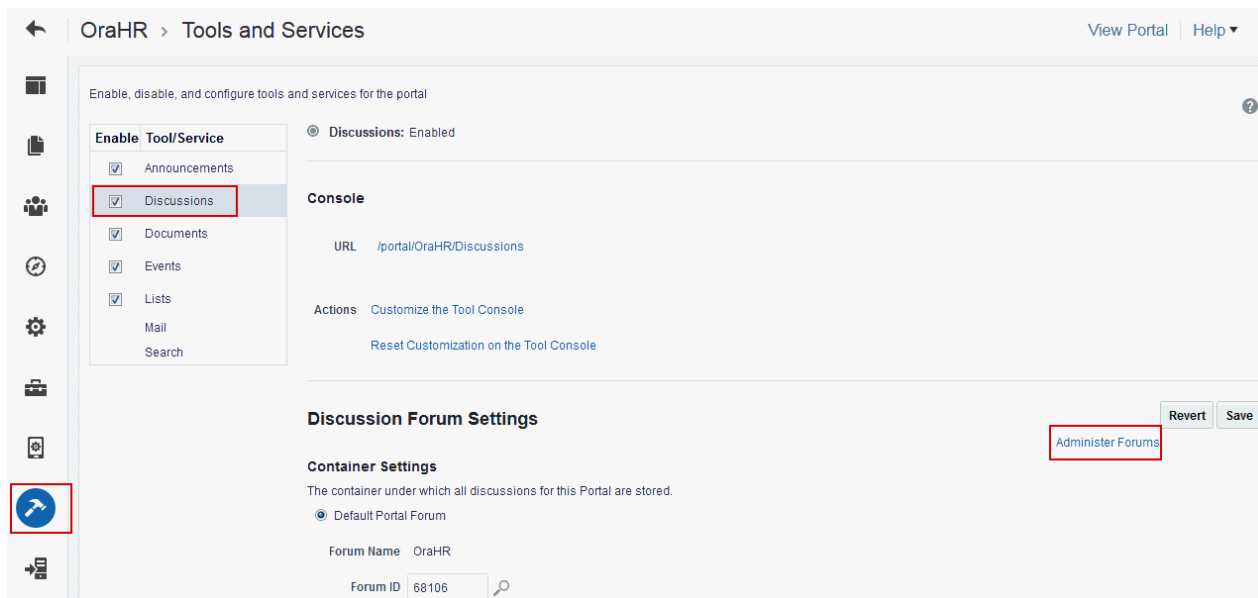 OraHR > Tools and Services
View Portal
Help
Enable, disable, and configure tools and services for the portal
Enable Tool/Service
Announcements
Discussions
Documents
Events
Lists
Mail
Search
Discussions: Enabled
Console
URL /portal/OraHR/Discussions
Actions Customize the Tool Console
Reset Customization on the Tool Console
Discussion Forum Settings
Revert Save
Administer Forums
Container Settings
The container under which all discussions for this Portal are stored.
Default Portal Forum
Forum Name OraHR
Forum ID 68106